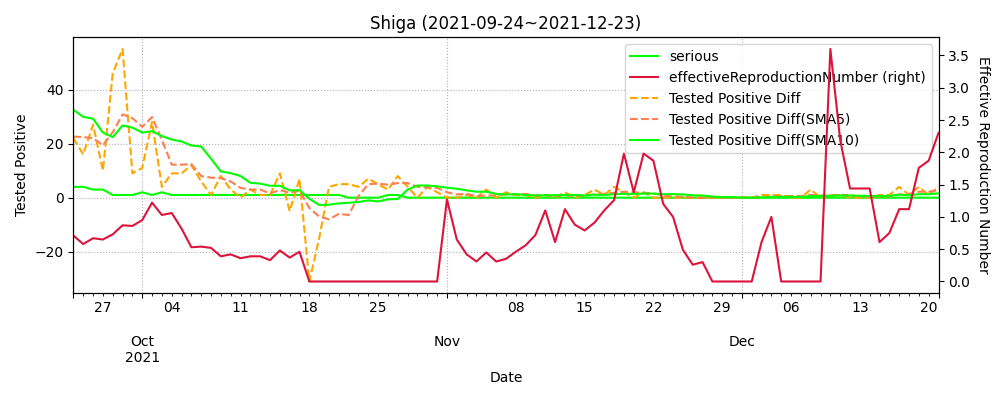 Shiga (2021-09-24~2021-12-23)
serious
effectiveReproductionNumber (right)
Tested Positive Diff
Tested Positive Diff(SMA5)
Tested Positive Diff(SMA10)
Tested Positive
40
20
0
−20
Effective Reproduction Number
3.5
3.0
2.5
2.0
1.5
1.0
0.5
0.0
27 04 11 18 25 08 15 22 29 06 13 20
Oct Nov Dec
2021
Date